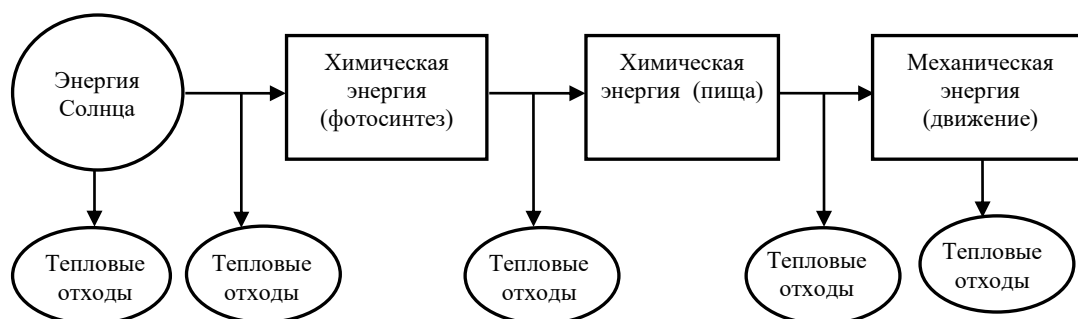 Энергия
Солнца
Химическая
энергия
(фотосинтез)
Химическая
энергия (пища)
Механическая
энергия
(движение)
Тепловые
отходы
Тепловые
отходы
Тепловые
отходы
Тепловые
отходы
Тепловые
отходы